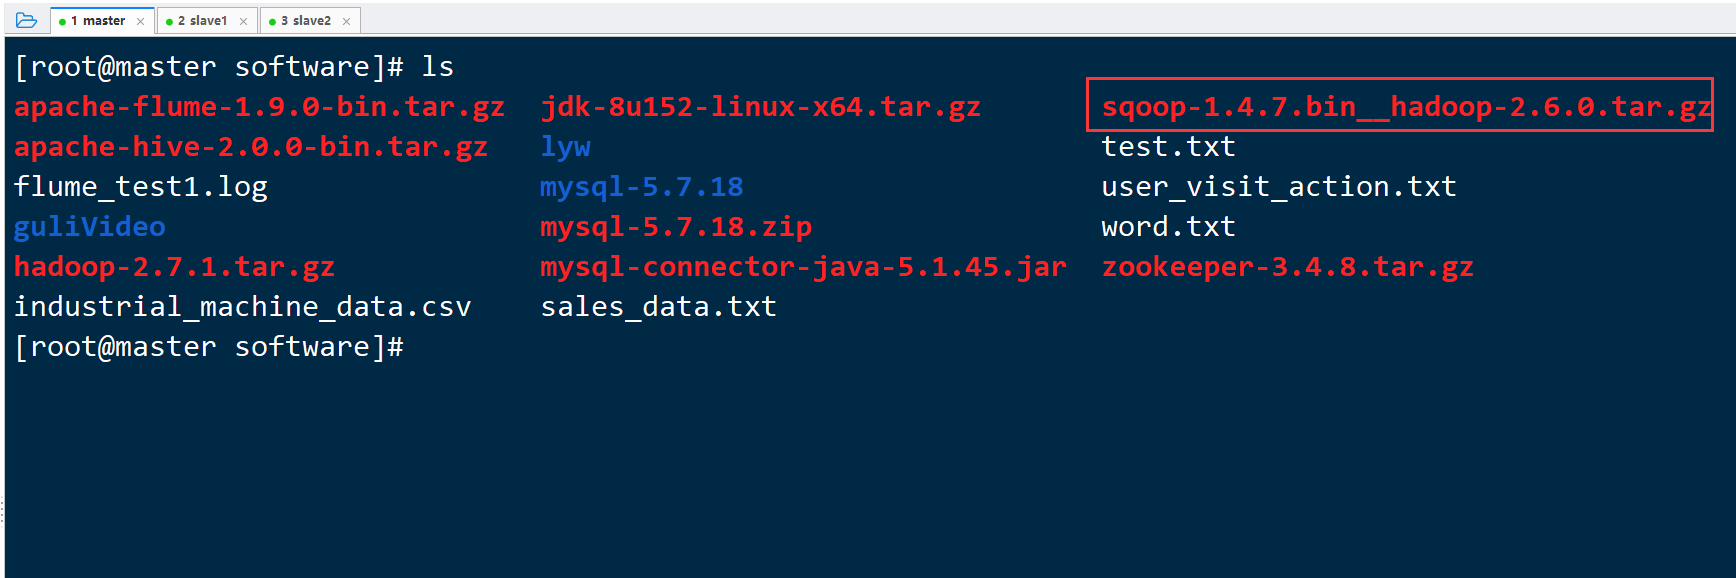 1 master × 2 slave1 × 3 slave2 ×
[root@master software]# ls
apache-flume-1.9.0-bin.tar.gz jdk-8u152-linux-x64.tar.gz sqoop-1.4.7.bin__hadoop-2.6.0.tar.gz
apache-hive-2.0.0-bin.tar.gz lyw test.txt
flume_test1.log mysql-5.7.18 user_visit_action.txt
guliVideo mysql-5.7.18.zip word.txt
hadoop-2.7.1.tar.gz mysql-connector-java-5.1.45.jar zookeeper-3.4.8.tar.gz
industrial_machine_data.csv sales_data.txt
[root@master software]#